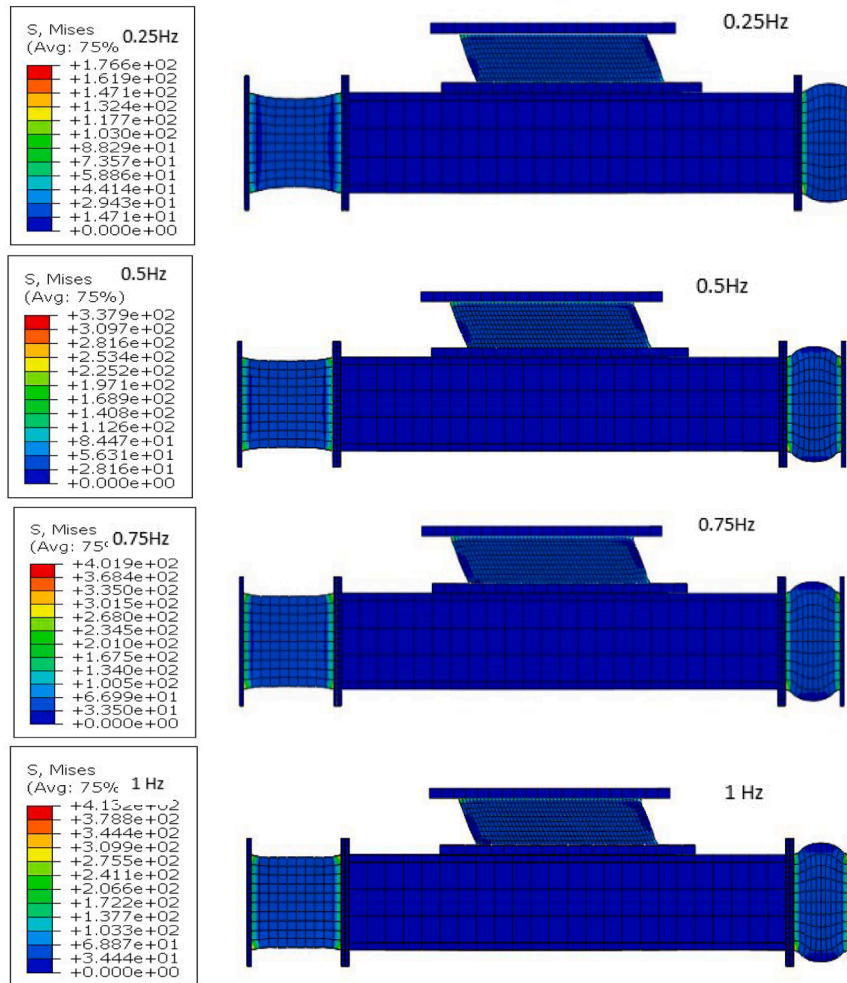 S, Mises 0.25Hz
(Avg: 75%
+1.766e+02
+1.619e+02
+1.471e+02
+1.324e+02
+1.177e+02
+1.030e+02
+8.829e+01
+7.357e+01
+5.886e+01
+4.414e+01
+2.943e+01
+1.471e+01
+0.000e+00
0.25Hz
S, Mises 0.5Hz
(Avg: 75%)
+3.379e+02
+3.097e+02
+2.816e+02
+2.534e+02
+2.252e+02
+1.971e+02
+1.689e+02
+1.408e+02
+1.126e+02
+8.447e+01
+5.631e+01
+2.816e+01
+0.000e+00
0.5Hz
S, Mises
(Avg: 75% 0.75Hz
+4.019e+02
+3.684e+02
+3.350e+02
+3.015e+02
+2.680e+02
+2.345e+02
+2.010e+02
+1.675e+02
+1.340e+02
+1.005e+02
+6.699e+01
+3.350e+01
+0.000e+00
0.75Hz
S, Mises
(Avg: 75% 1 Hz
+4.132e+02
+3.788e+02
+3.444e+02
+3.099e+02
+2.755e+02
+2.411e+02
+2.066e+02
+1.722e+02
+1.377e+02
+1.033e+02
+6.887e+01
+3.444e+01
+0.000e+00
1 Hz